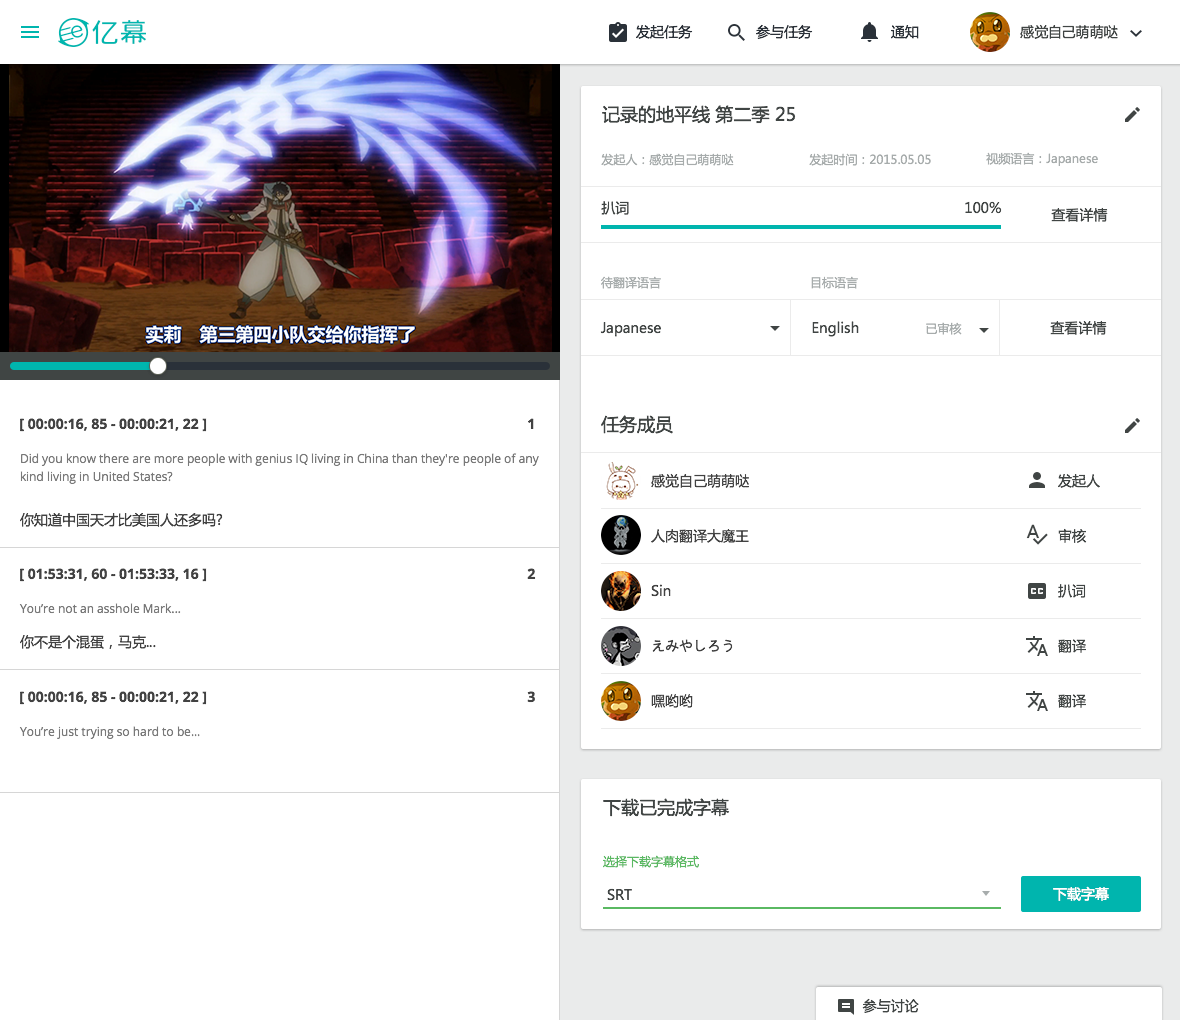 亿幕
发起任务
参与任务
通知
感觉自己萌萌哒
实莉 第三第四小队交给你指挥了
[ 00:00:16, 85 - 00:00:21, 22 ] 1
Did you know there are more people with genius IQ living in China than they're people of any
kind living in United States?
你知道中国天才比美国人还多吗?
[ 01:53:31, 60 - 01:53:33, 16 ] 2
You’re not an asshole Mark...
你不是个混蛋，马克...
[ 00:00:16, 85 - 00:00:21, 22 ] 3
You’re just trying so hard to be...
记录的地平线 第二季 25
发起人：感觉自己萌萌哒 发起时间：2015.05.05 视频语言：Japanese
扒词 100% 查看详情
待翻译语言 目标语言
Japanese English 已审核 查看详情
任务成员
感觉自己萌萌哒 发起人
人肉翻译大魔王 审核
Sin CC 扒词
えみやしろう 翻译
嘿哟哟 翻译
下载已完成字幕
选择下载字幕格式
SRT 下载字幕
参与讨论